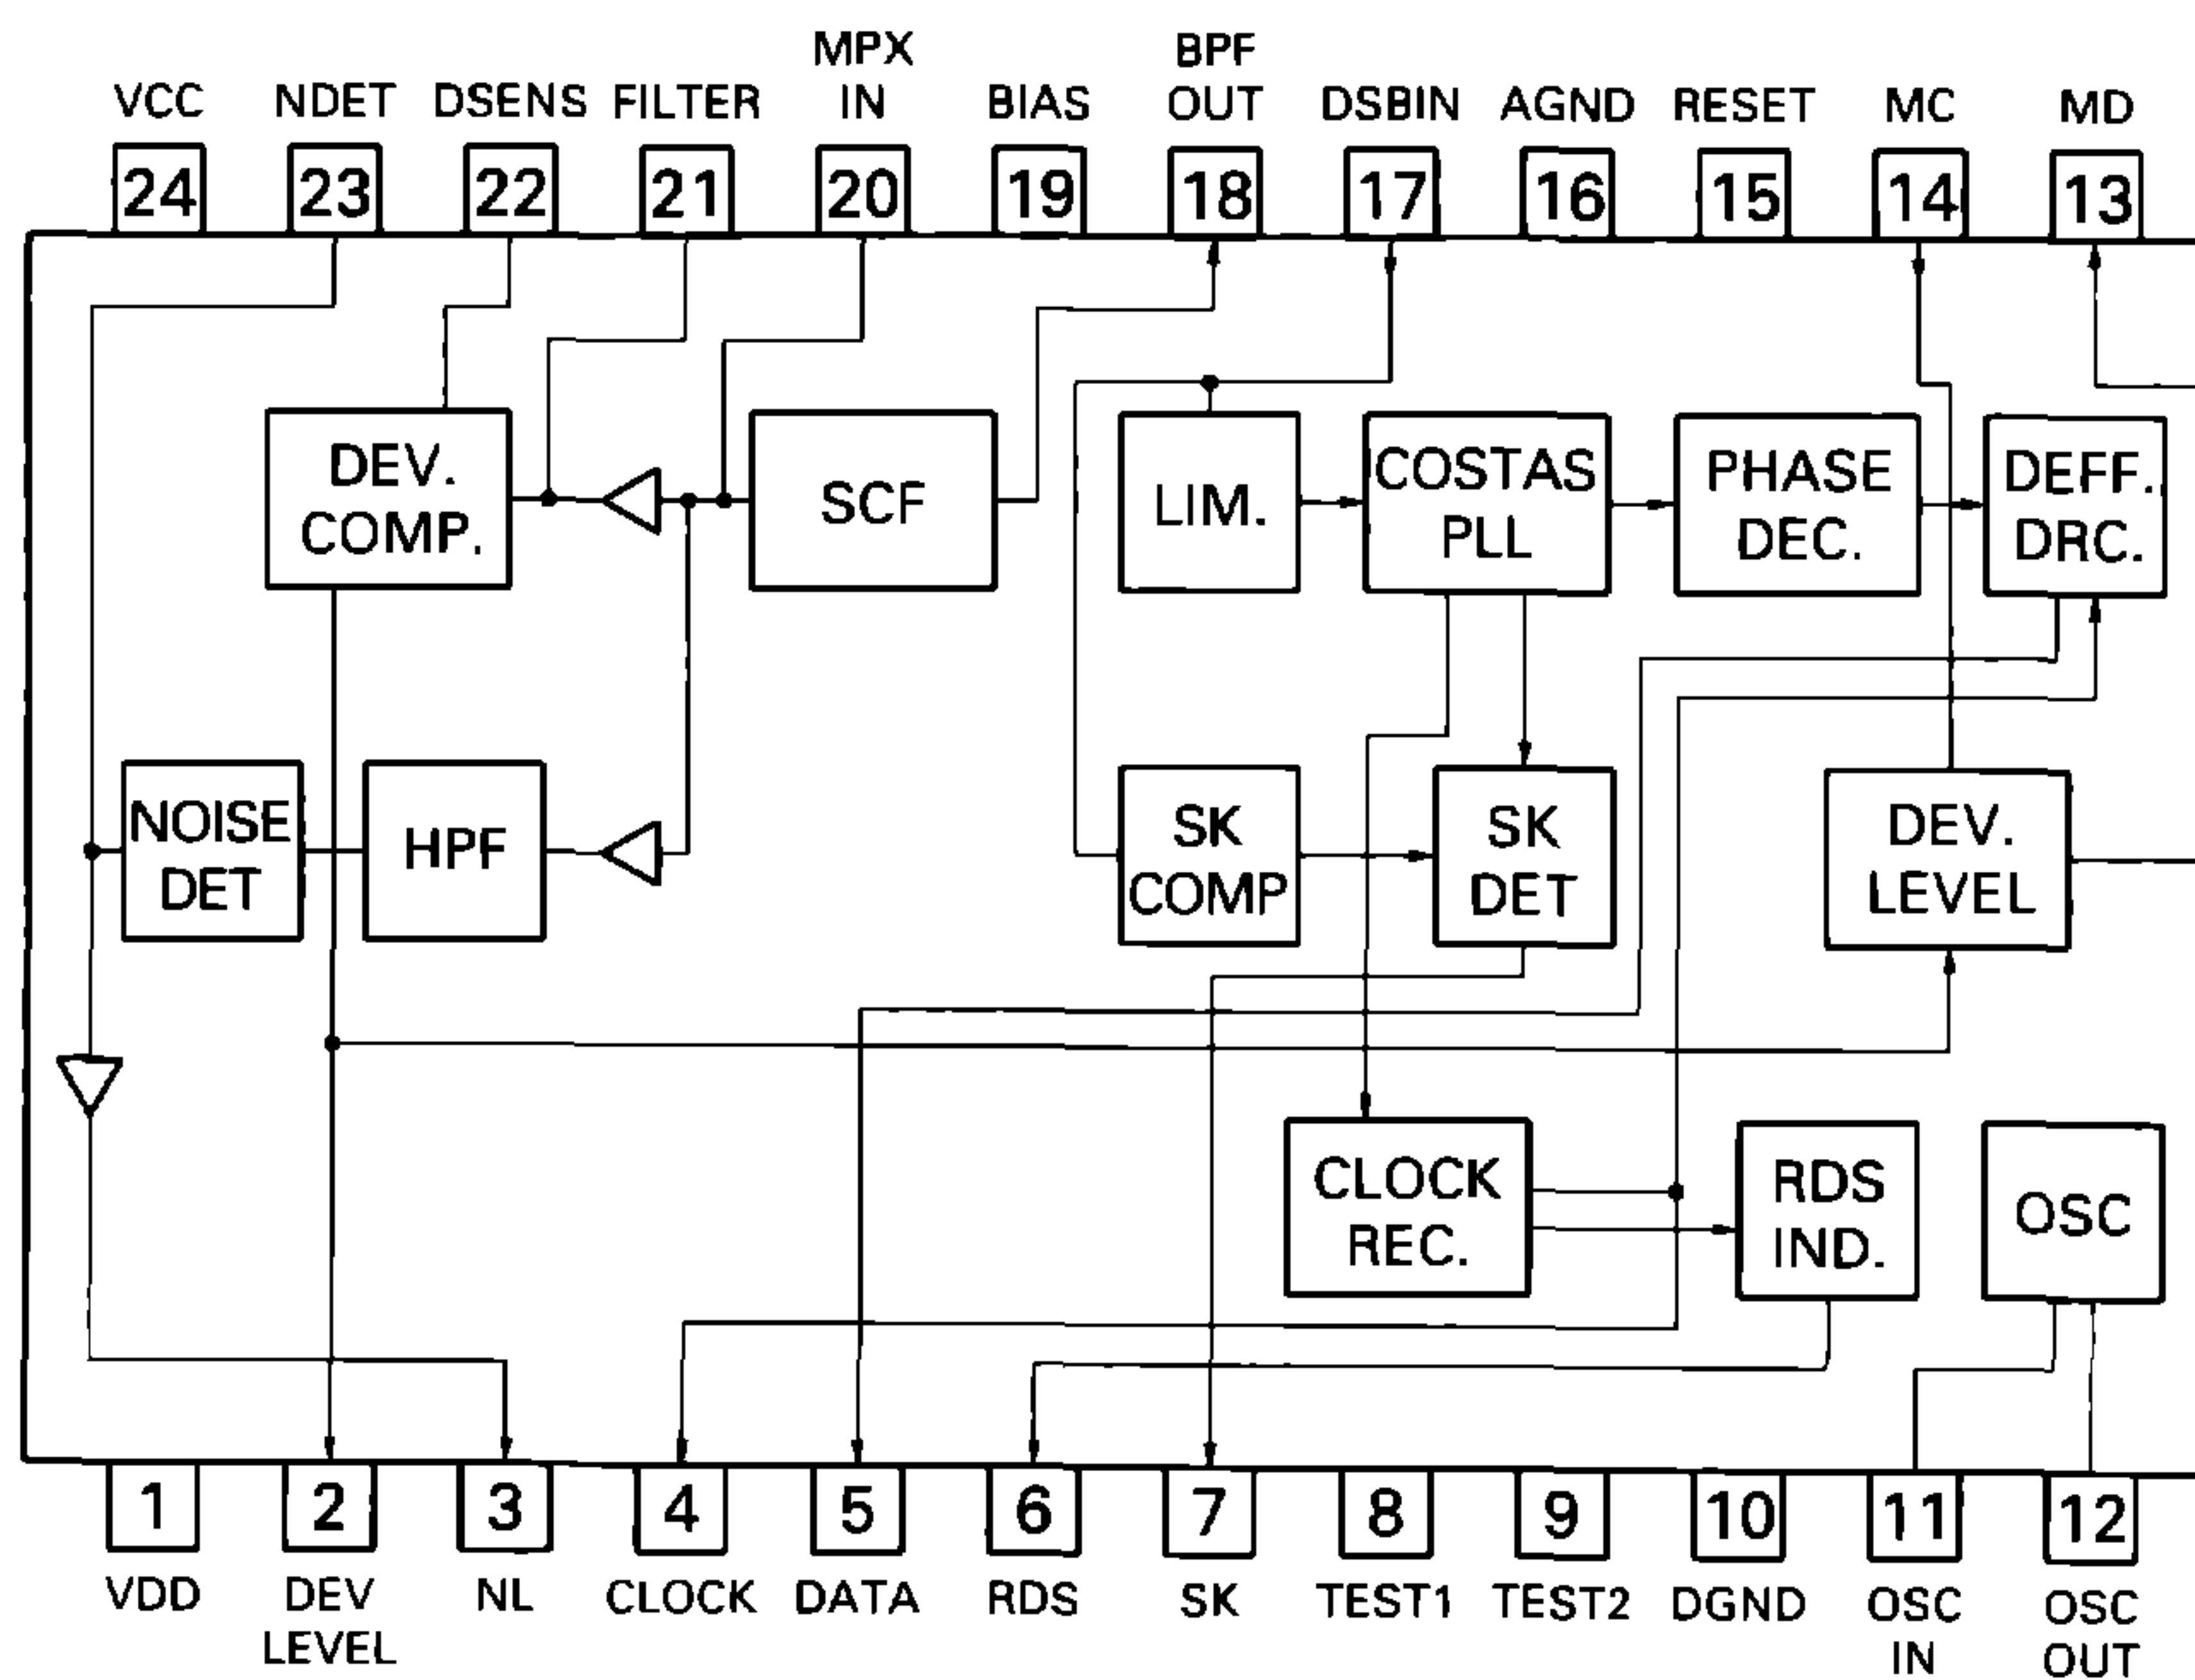 MPX
BPF
VCC NDET DSENS FILTER IN BIAS OUT DSBIN AGND RESET MC MD
24 23 22 21 20 19 18 17 16 15 14 13
DEV.
COMP.
SCF
LIM.
COSTAS
PLL
PHASE
DEC.
DEFF.
DRC.
NOISE
DET
HPF
SK
COMP
SK
DET
DEV.
LEVEL
CLOCK
REC.
RDS
IND.
OSC
1 2 3 4 5 6 7 8 9 10 11 12
VDD DEV NL CLOCK DATA RDS SK TEST1 TEST2 DGND OSC OSC
LEVEL IN OUT